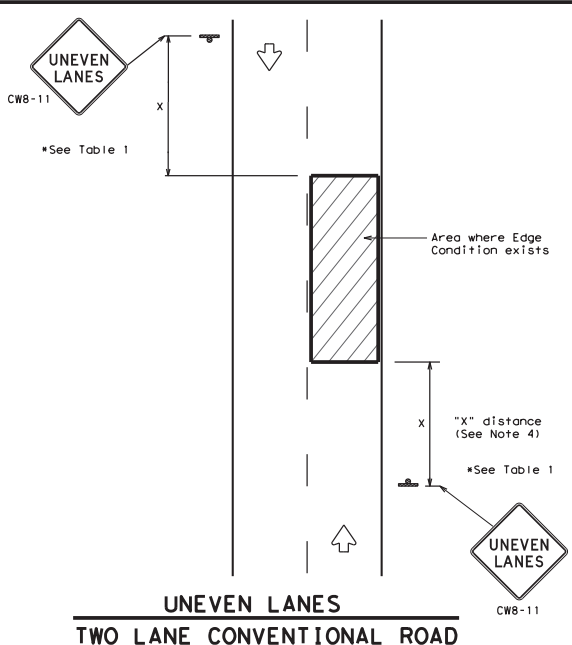 UNEVEN
LANES
CW8-11
X
*See Table 1
Area where Edge
Condition exists
X
"X" distance
(See Note 4)
*See Table 1
UNEVEN
LANES
CW8-11
UNEVEN LANES
TWO LANE CONVENTIONAL ROAD